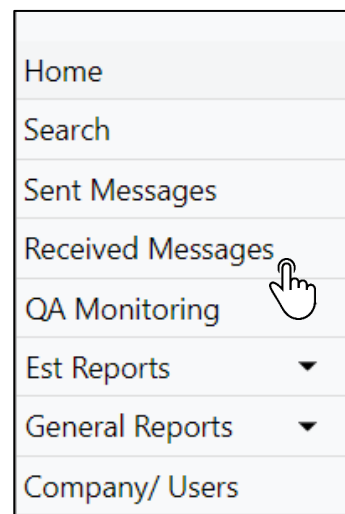 Home
Search
Sent Messages
Received Messages
QA Monitoring
Est Reports
General Reports
Company/ Users